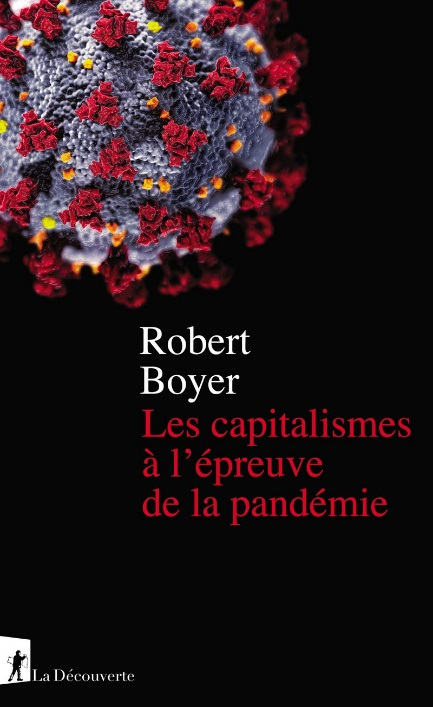 Robert
Boyer
Les capitalismes
à l’épreuve
de la pandémie
La Découverte